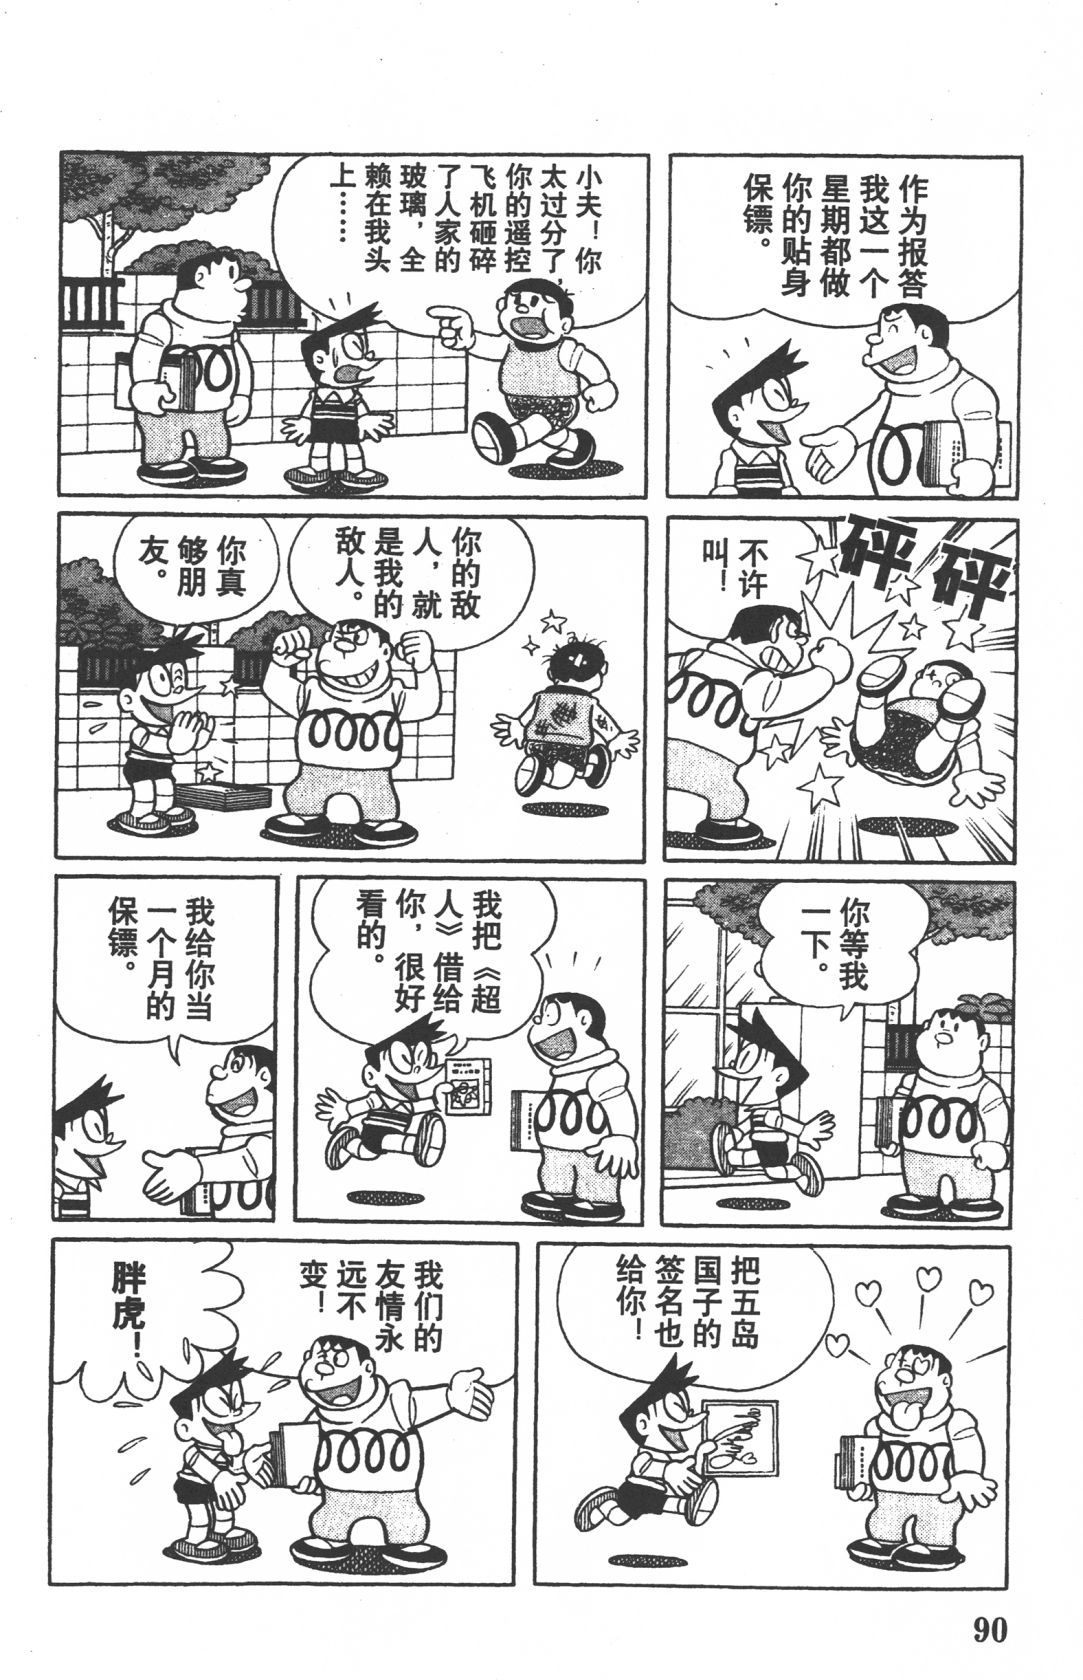 作为报答
我这一个
星期都做
你的贴身
保镖。
小夫！你
太过分了，
你的遥控
飞机砸碎
了人家的
玻璃，全
赖在我头
上……
不许
叫！
砰
砰
你的敌
人，就
是我的
敌人。
你真
够朋
友。
你等我
一下。
我把《超
人》借给
你，很好
看的。
我给你当
一个月的
保镖。
把五岛
国子的
签名也
给你！
我们的
友情永
远不
变！
胖虎！
90